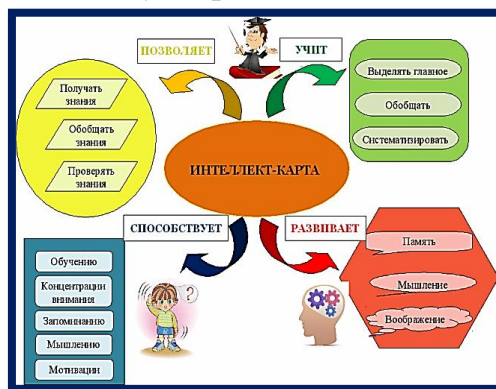 ПОЗВОЛЯЕТ
УЧИТ
Получать
знания
Обобщать
знания
Проверять
знания
Выделять главное
Обобщать
Систематизировать
ИНТЕЛЛЕКТ-КАРТА
СПОСОБСТВУЕТ
РАЗВИВАЕТ
Обучению
Концентрации
внимания
Запоминанию
Мышлению
Мотивации
?
Память
Мышление
Воображение